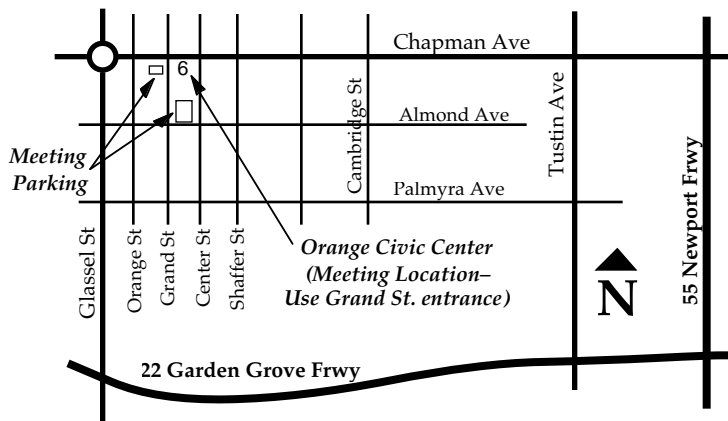 Chapman Ave
6
Almond Ave
Meeting
Parking
Cambridge St
Tustin Ave
Palmyra Ave
55 Newport Frwy
Glassel St
Orange St
Grand St
Center St
Shaffer St
Orange Civic Center
(Meeting Location–
Use Grand St. entrance)
N
22 Garden Grove Frwy